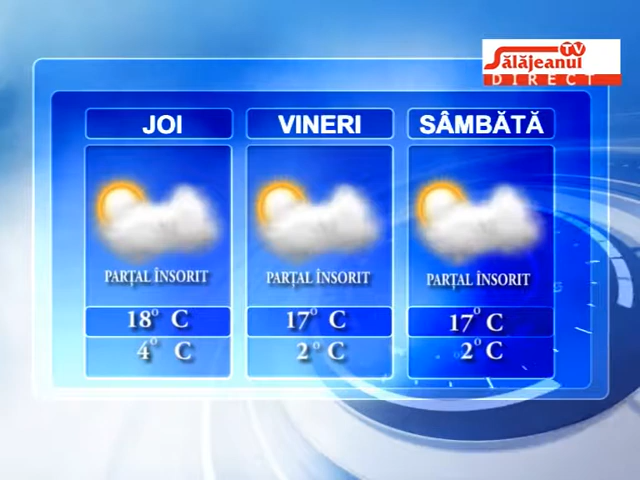 Sălăjeanul TV
DIRECT
JOI VINERI SÂMBĂTĂ
PARȚAL ÎNSORIT PARȚAL ÎNSORIT PARȚAL ÎNSORIT
18° C 17° C 17° C
4° C 2° C 2° C